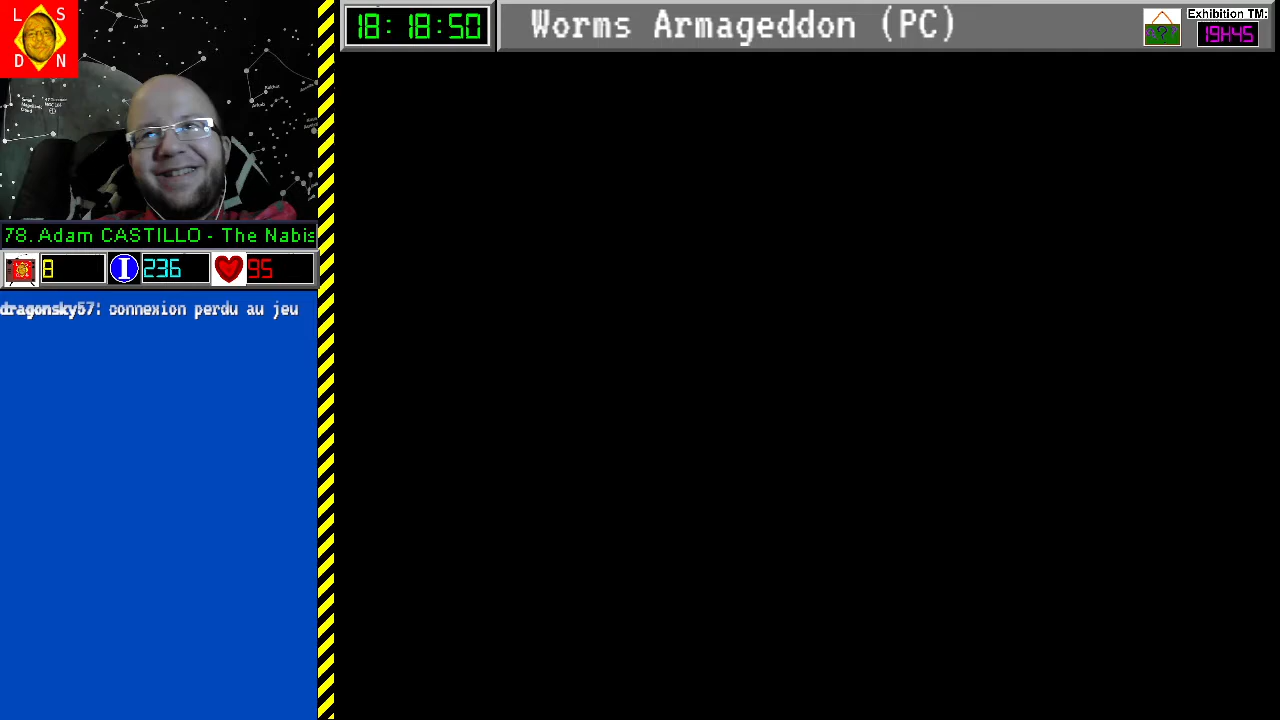 L S
D N
18:18:50
Worms Armageddon (PC)
Exhibition TM:
19H45
78. Adam CASTILLO - The Nabis
8
I
236
95
dragonsky57: connexion perdu au jeu